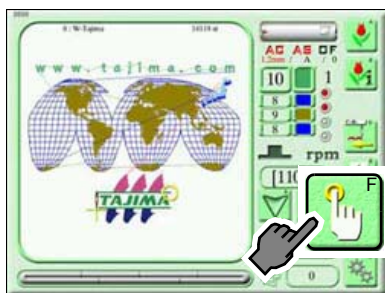 8 : W-Tajima 34119 st
www.tajima.com
TAJIMA
AC AS OF
1.2mm / A / 0
10 1
8
9
8
rpm
[110
F
0